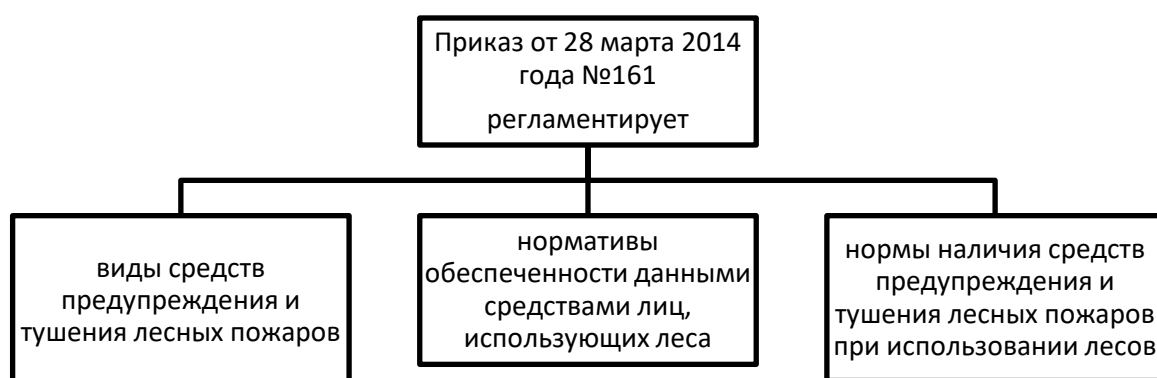 Приказ от 28 марта 2014
года №161
регламентирует
виды средств
предупреждения и
тушения лесных пожаров
нормативы
обеспеченности данными
средствами лиц,
использующих леса
нормы наличия средств
предупреждения и
тушения лесных пожаров
при использовании лесов